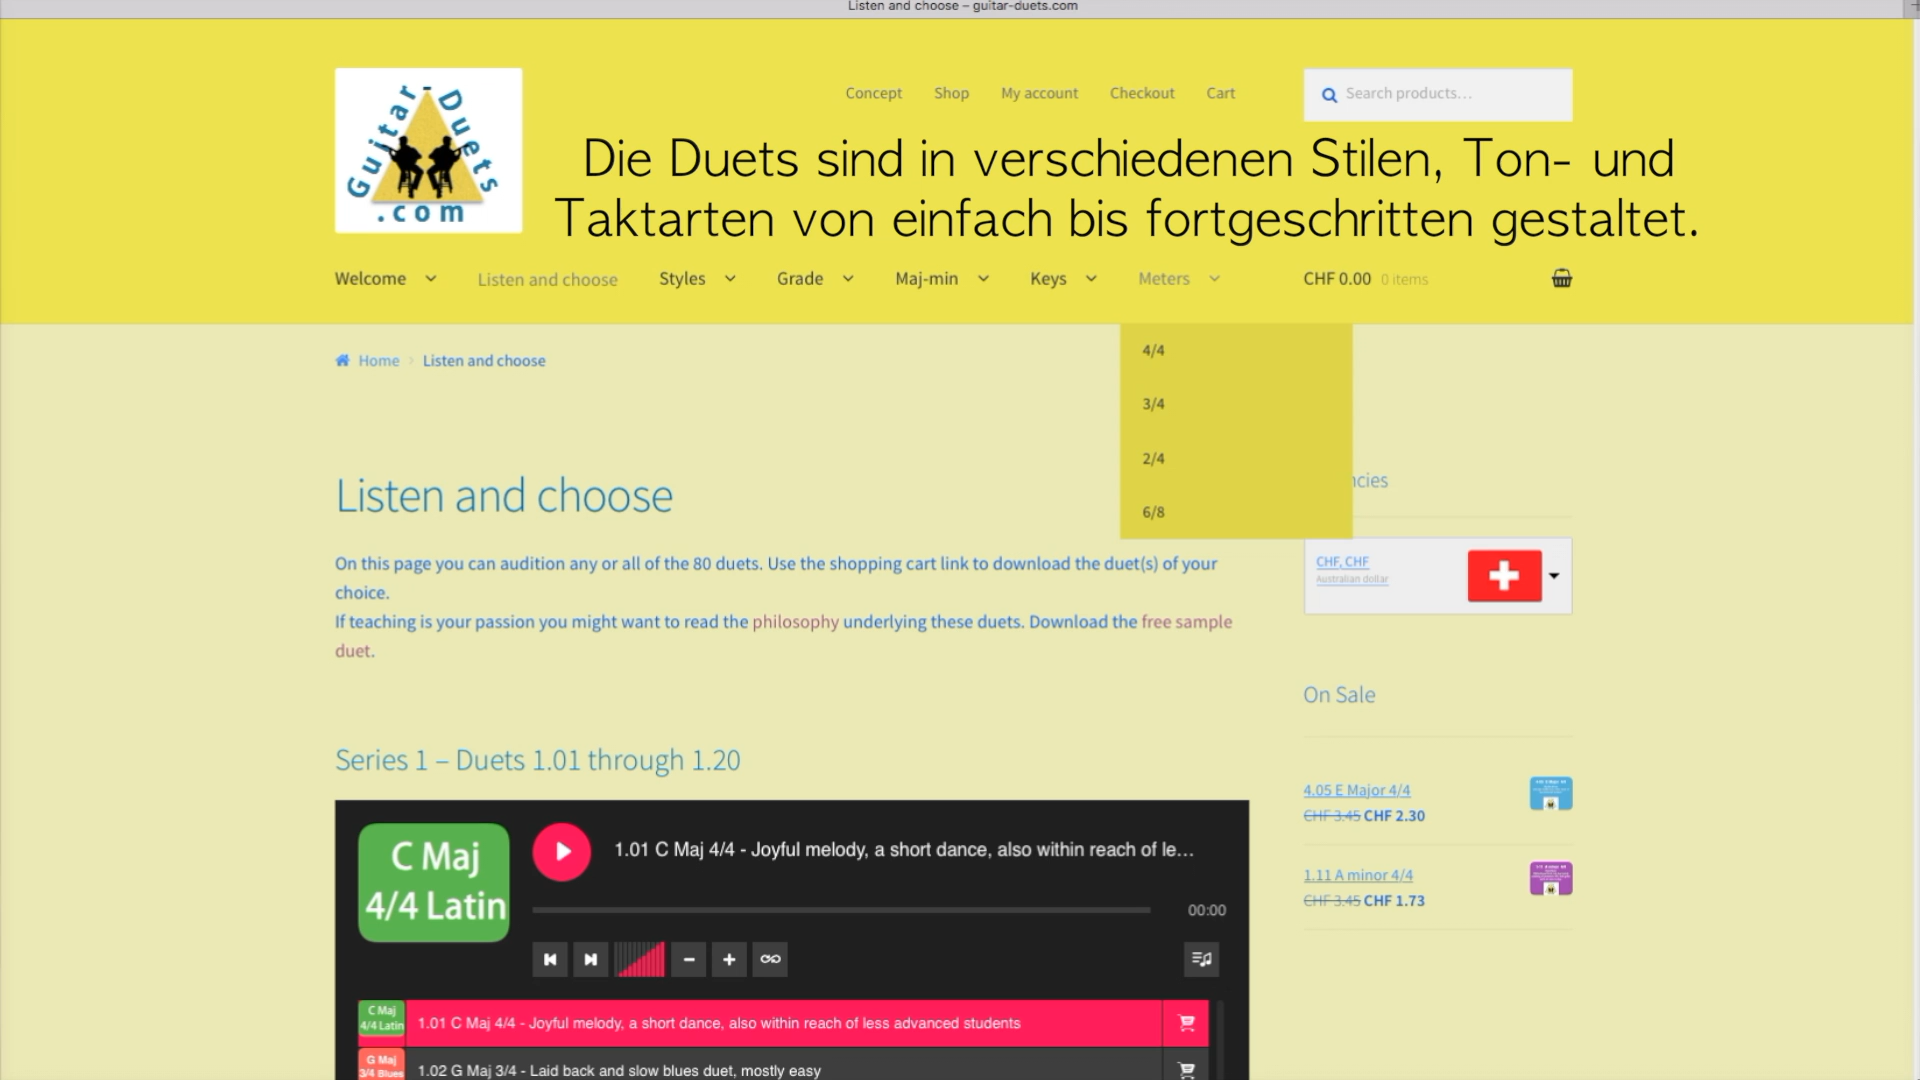 Listen and choose – guitar-duets.com
Guitar-Duets
.com
Concept Shop My account Checkout Cart
Search products…
Die Duets sind in verschiedenen Stilen, Ton- und
Taktarten von einfach bis fortgeschritten gestaltet.
Welcome Listen and choose Styles Grade Maj-min Keys Meters CHF 0.00 0 items
4/4
3/4
2/4
6/8
Home › Listen and choose
Listen and choose
ncies
On this page you can audition any or all of the 80 duets. Use the shopping cart link to download the duet(s) of your
choice.
If teaching is your passion you might want to read the philosophy underlying these duets. Download the free sample
duet.
CHF, CHF
Australian dollar
On Sale
4.05 E Major 4/4
CHF 3.45 CHF 2.30
1.11 A minor 4/4
CHF 3.45 CHF 1.73
Series 1 – Duets 1.01 through 1.20
C Maj
4/4 Latin
1.01 C Maj 4/4 - Joyful melody, a short dance, also within reach of le...
00:00
C Maj
4/4 Latin
1.01 C Maj 4/4 - Joyful melody, a short dance, also within reach of less advanced students
G Maj
3/4 Blues
1.02 G Maj 3/4 - Laid back and slow blues duet, mostly easy